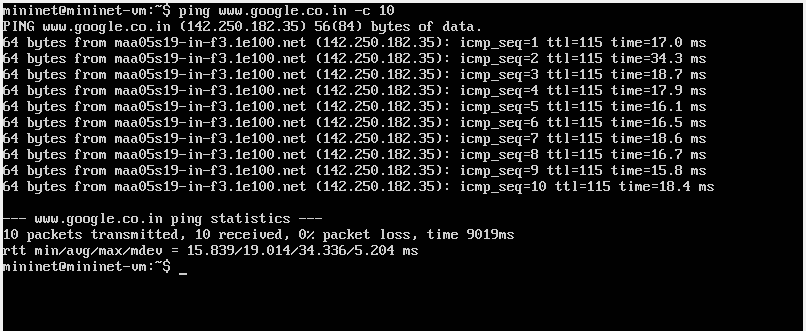 mininet@mininet-vm:~$ ping www.google.co.in -c 10
PING www.google.co.in (142.250.182.35) 56(84) bytes of data.
64 bytes from maa05s19-in-f3.1e100.net (142.250.182.35): icmp_seq=1 ttl=115 time=17.0 ms
64 bytes from maa05s19-in-f3.1e100.net (142.250.182.35): icmp_seq=2 ttl=115 time=34.3 ms
64 bytes from maa05s19-in-f3.1e100.net (142.250.182.35): icmp_seq=3 ttl=115 time=18.7 ms
64 bytes from maa05s19-in-f3.1e100.net (142.250.182.35): icmp_seq=4 ttl=115 time=17.9 ms
64 bytes from maa05s19-in-f3.1e100.net (142.250.182.35): icmp_seq=5 ttl=115 time=16.1 ms
64 bytes from maa05s19-in-f3.1e100.net (142.250.182.35): icmp_seq=6 ttl=115 time=16.5 ms
64 bytes from maa05s19-in-f3.1e100.net (142.250.182.35): icmp_seq=7 ttl=115 time=18.6 ms
64 bytes from maa05s19-in-f3.1e100.net (142.250.182.35): icmp_seq=8 ttl=115 time=16.7 ms
64 bytes from maa05s19-in-f3.1e100.net (142.250.182.35): icmp_seq=9 ttl=115 time=15.8 ms
64 bytes from maa05s19-in-f3.1e100.net (142.250.182.35): icmp_seq=10 ttl=115 time=18.4 ms
--- www.google.co.in ping statistics ---
10 packets transmitted, 10 received, 0% packet loss, time 9019ms
rtt min/avg/max/mdev = 15.839/19.014/34.336/5.204 ms
mininet@mininet-vm:~$ _